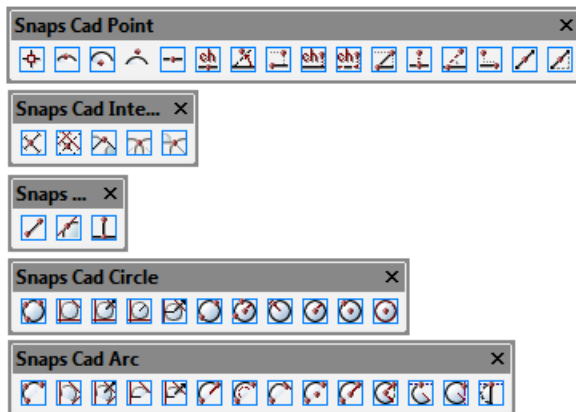 Snaps Cad Point
Snaps Cad Inte...
Snaps ...
Snaps Cad Circle
Snaps Cad Arc